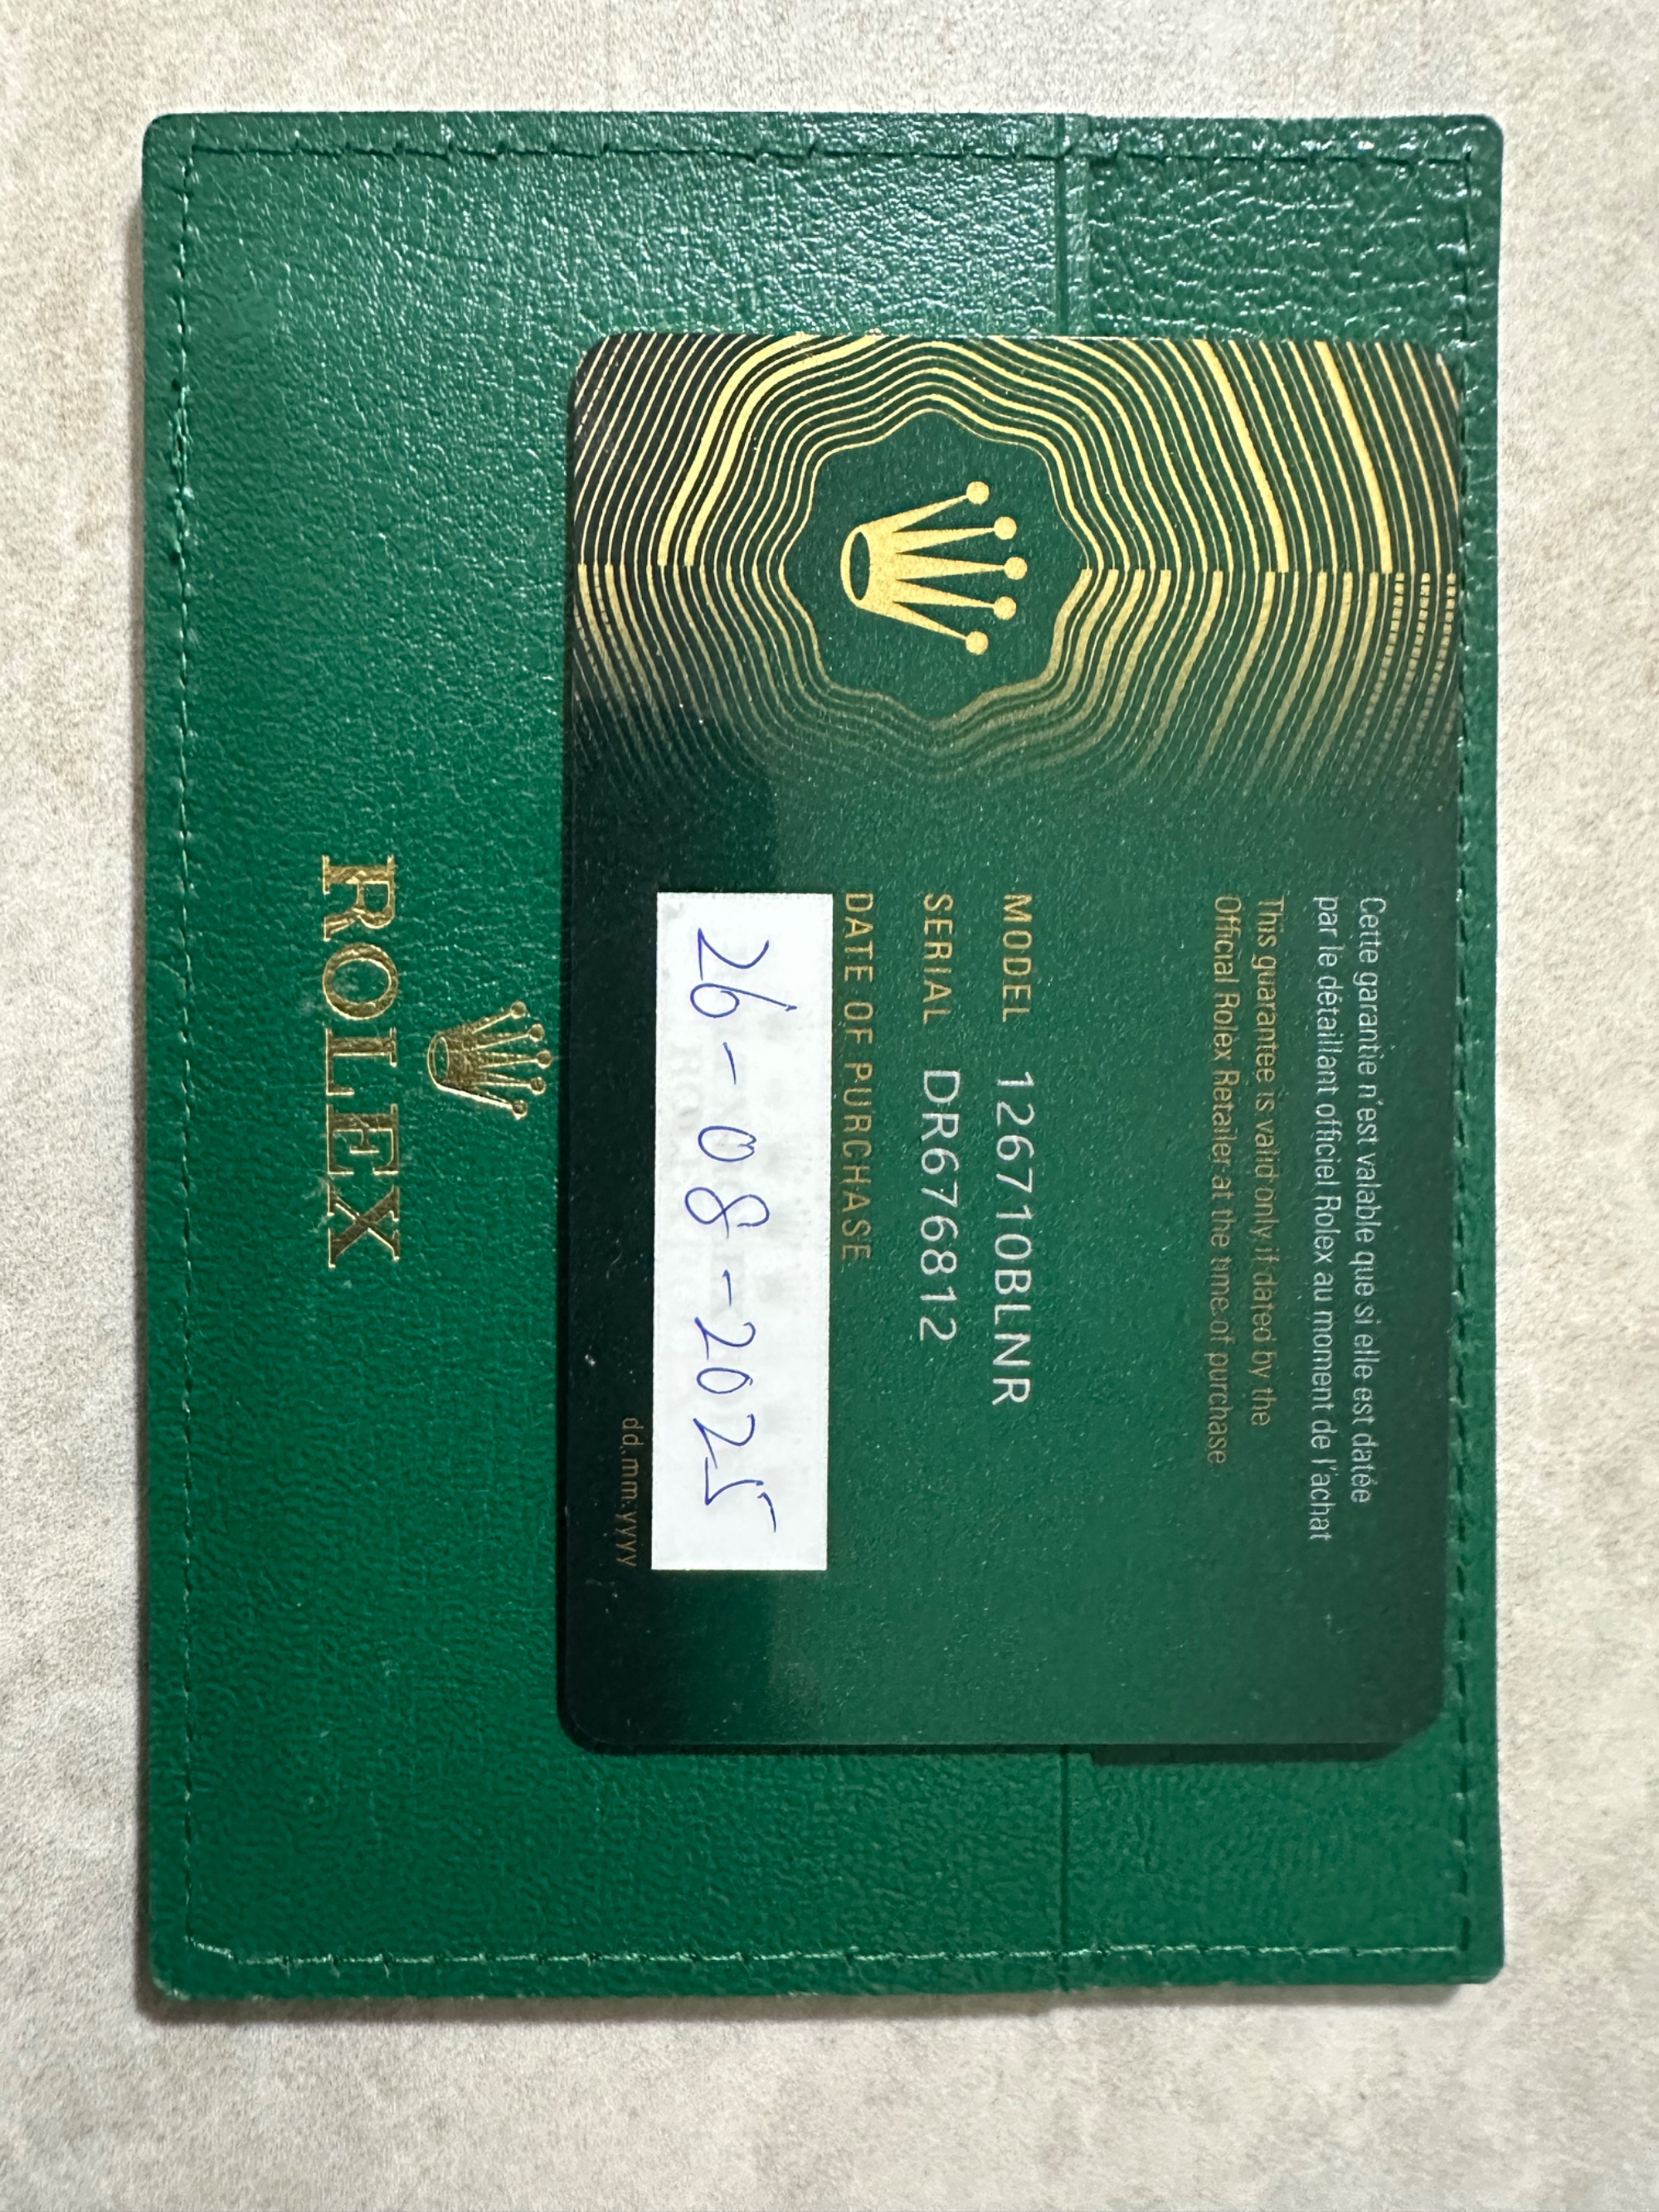 Cette garantie n'est valable que si elle est datée
par le détaillant officiel Rolex au moment de l'achat
This guarantee is valid only if dated by the
Official Rolex Retailer at the time of purchase
MODEL 126710BLNR
SERIAL DR676812
DATE OF PURCHASE
26-08-2025
dd.mm.yyyy
ROLEX